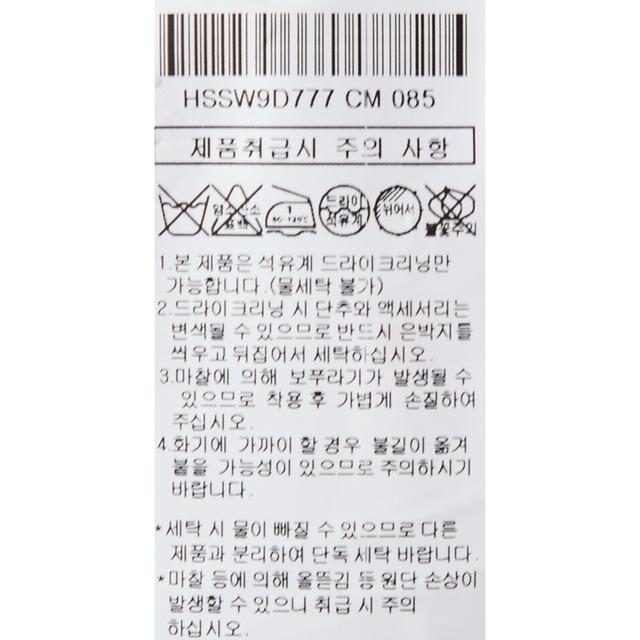 HSSW9D777 CM 085
제품취급시 주의 사항
염소산소
표백
1
80~120℃
드라이
석유계
뉘어서
불꽃주의
1.본 제품은 석유계 드라이크리닝만
가능합니다.(물세탁 불가)
2.드라이크리닝 시 단추와 액세서리는
변색될 수 있으므로 반드시 은박지를
씌우고 뒤집어서 세탁하십시오.
3.마찰에 의해 보푸라기가 발생될 수
있으므로 착용 후 가볍게 손질하여
주십시오.
4.화기에 가까이 할 경우 불길이 옮겨
붙을 가능성이 있으므로 주의하시기
바랍니다.
*세탁 시 물이 빠질 수 있으므로 다른
제품과 분리하여 단독 세탁 바랍니다.
*마찰 등에 의해 올뜯김 등 원단 손상이
발생할 수 있으니 취급 시 주의
하십시오.